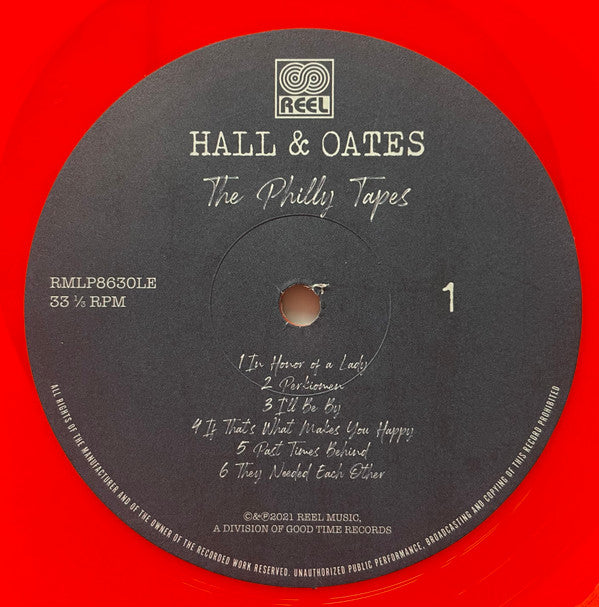 REEL
HALL & OATES
The Philly Tapes
RMLP8630LE
33 ⅓ RPM
1
1 In Honor of a Lady
2 Perkiomen
3 I'll Be By
4 If That's What Makes You Happy
5 Past Times Behind
6 They Needed Each Other
©&℗2021 REEL MUSIC,
A DIVISION OF GOOD TIME RECORDS
ALL RIGHTS OF THE MANUFACTURER AND OF THE OWNER OF THE RECORDED WORK RESERVED. UNAUTHORIZED PUBLIC PERFORMANCE, BROADCASTING AND COPYING OF THIS RECORD PROHIBITED